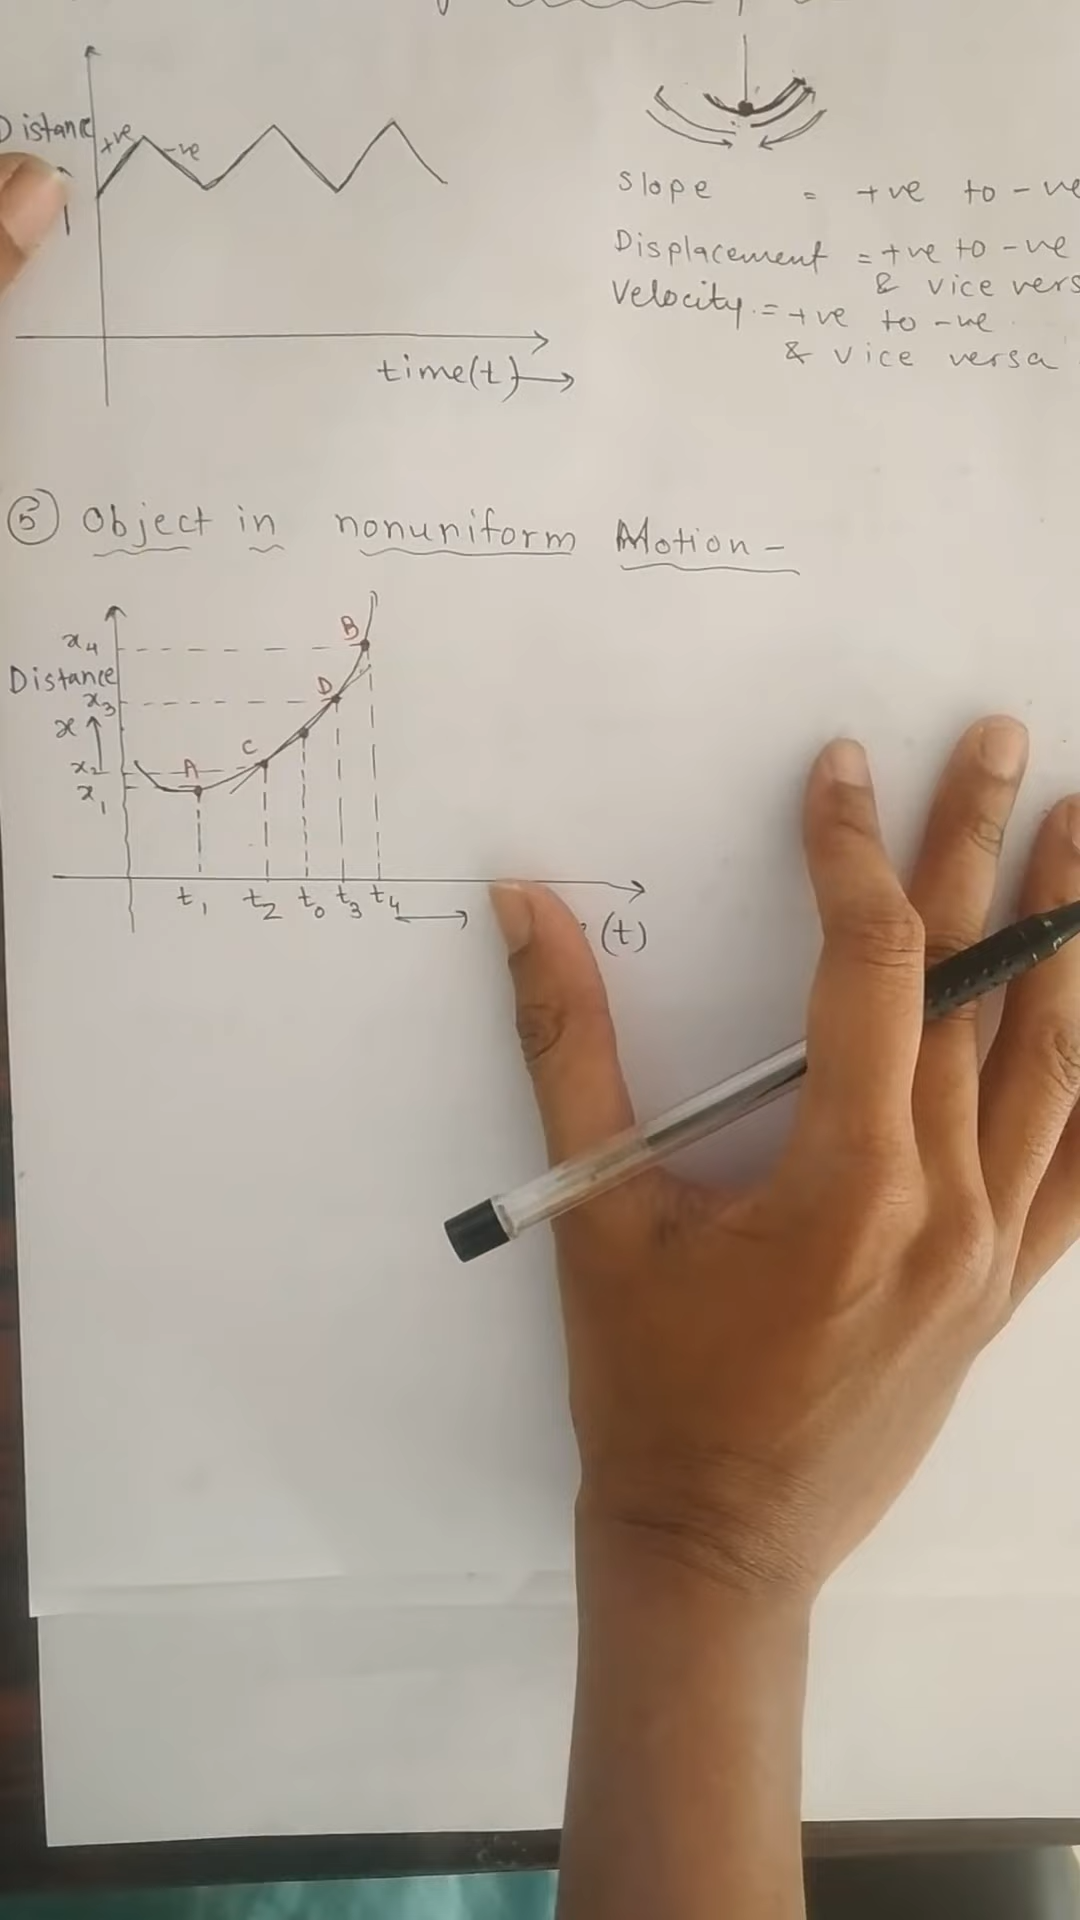 Distance
+ve
-ve
time(t)
Slope = +ve to -ve
Displacement = +ve to -ve
& vice vers
Velocity. = +ve to -ve
& vice versa
5 Object in nonuniform Motion-
B
x4
Distance
D
x3
x
C
x2
A
x1
t1 t2 t0 t3 t4
(t)